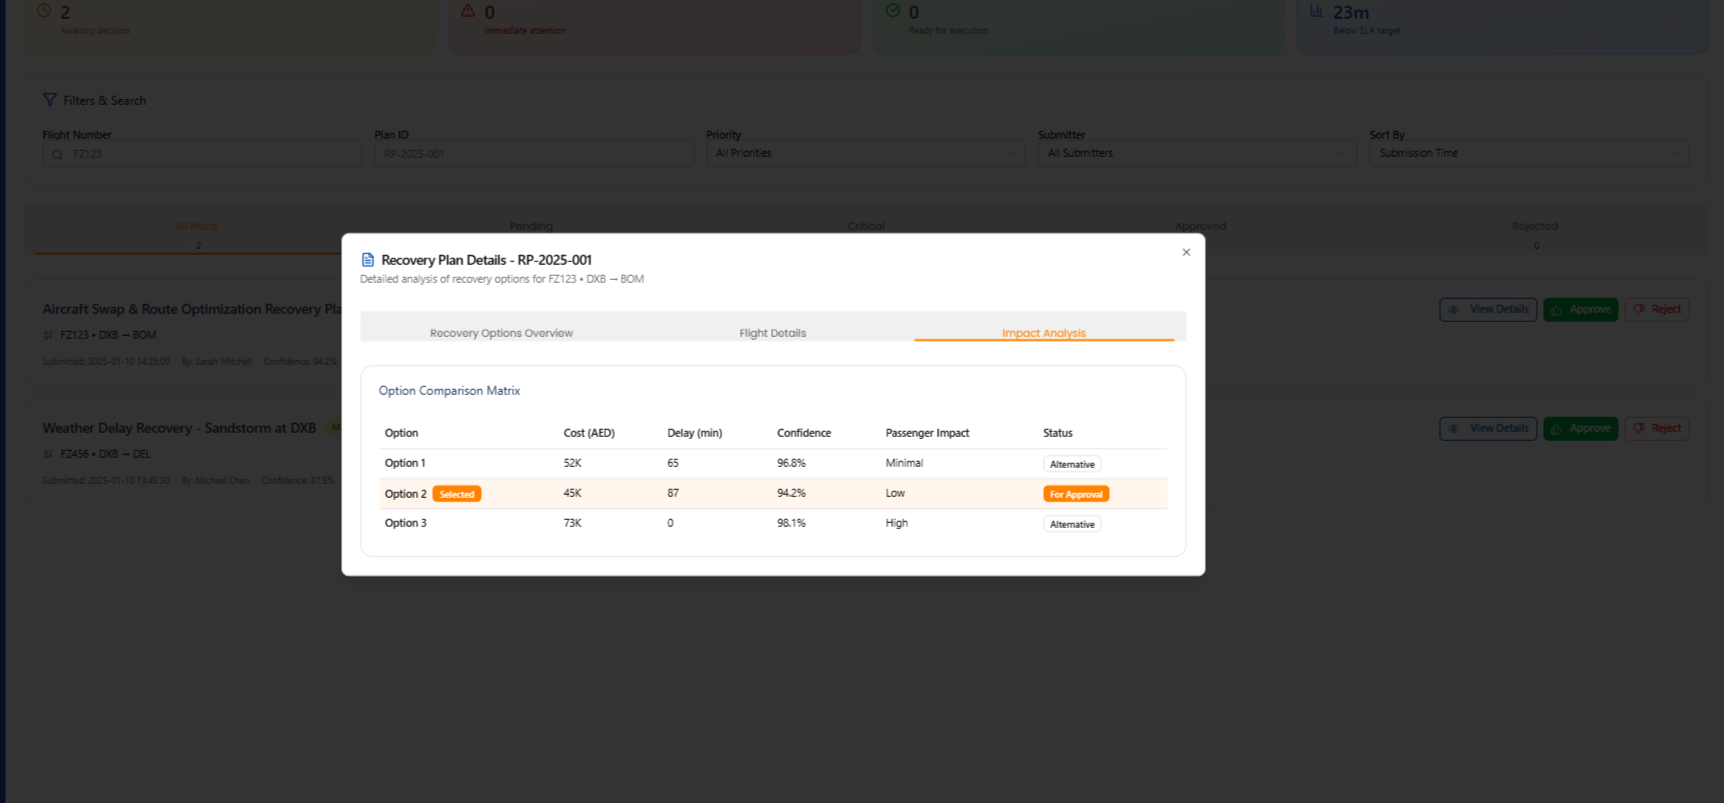 2
Awaiting decision
0
Immediate attention
0
Ready for execution
23m
Below SLA target
Filters & Search
Flight Number
FZ123
Plan ID
RP-2025-001
Priority
All Priorities
Submitter
All Submitters
Sort By
Submission Time
All Plans
2
Pending
Critical
Approved
Rejected
0
Aircraft Swap & Route Optimization Recovery Pla
FZ123 • DXB → BOM
Submitted: 2025-01-10 14:25:00 By: Sarah Mitchell Confidence: 94.2%
View Details Approve Reject
Weather Delay Recovery - Sandstorm at DXB
FZ456 • DXB → DEL
Submitted: 2025-01-10 13:45:30 By: Michael Chen Confidence: 87.5%
View Details Approve Reject
Recovery Plan Details - RP-2025-001
Detailed analysis of recovery options for FZ123 • DXB → BOM
Recovery Options Overview Flight Details Impact Analysis
Option Comparison Matrix
Option Cost (AED) Delay (min) Confidence Passenger Impact Status
Option 1 52K 65 96.8% Minimal Alternative
Option 2 Selected 45K 87 94.2% Low For Approval
Option 3 73K 0 98.1% High Alternative